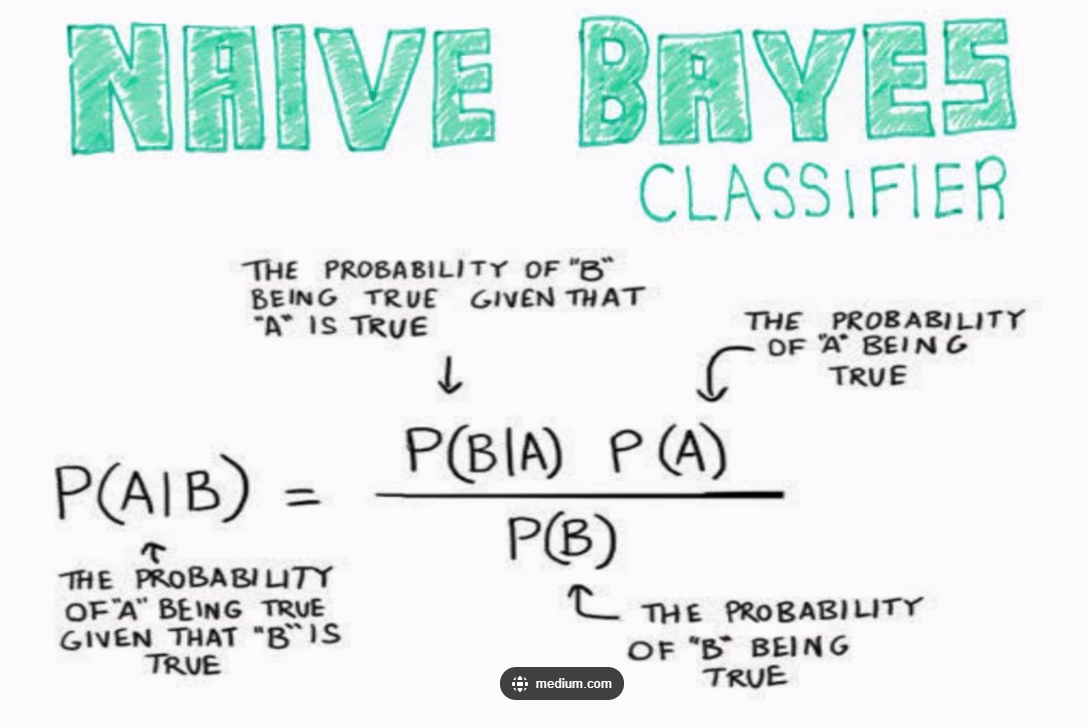 NAIVE BAYES
CLASSIFIER
THE PROBABILITY OF "B"
BEING TRUE GIVEN THAT
"A" IS TRUE
THE PROBABILITY
OF "A" BEING
TRUE
P(B|A) P(A)
P(A|B) =
P(B)
THE PROBABILITY
OF "A" BEING TRUE
GIVEN THAT "B" IS
TRUE
THE PROBABILITY
OF "B" BEING
TRUE
medium.com